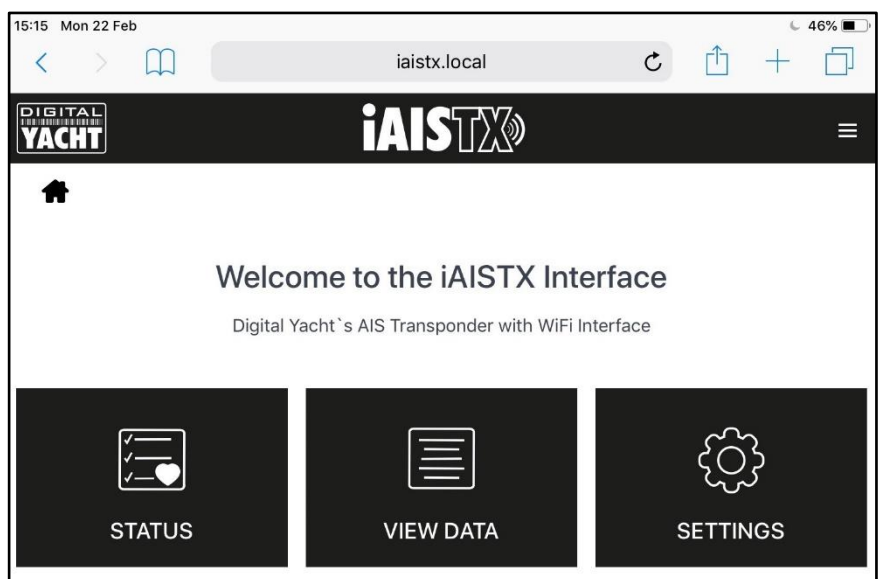 15:15 Mon 22 Feb 46%
iaistx.local
DIGITAL
YACHT
iAISTX
Welcome to the iAISTX Interface
Digital Yacht`s AIS Transponder with WiFi Interface
STATUS VIEW DATA SETTINGS